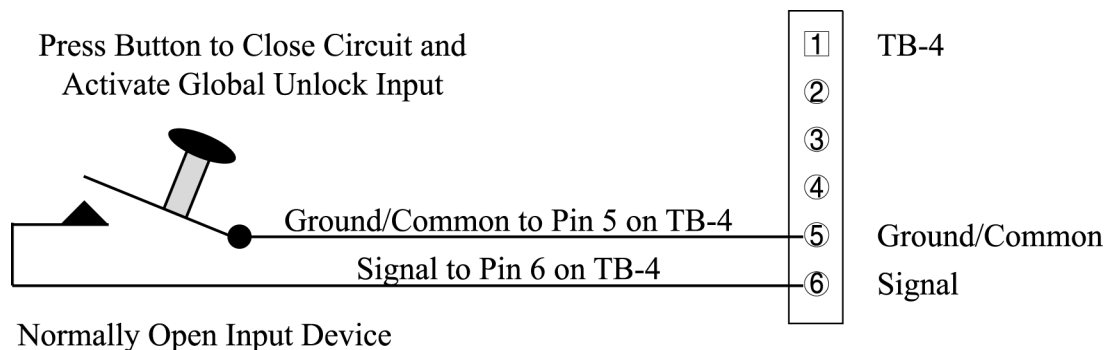 Press Button to Close Circuit and
Activate Global Unlock Input
Ground/Common to Pin 5 on TB-4
Signal to Pin 6 on TB-4
Normally Open Input Device
1
2
3
4
5
6
TB-4
Ground/Common
Signal